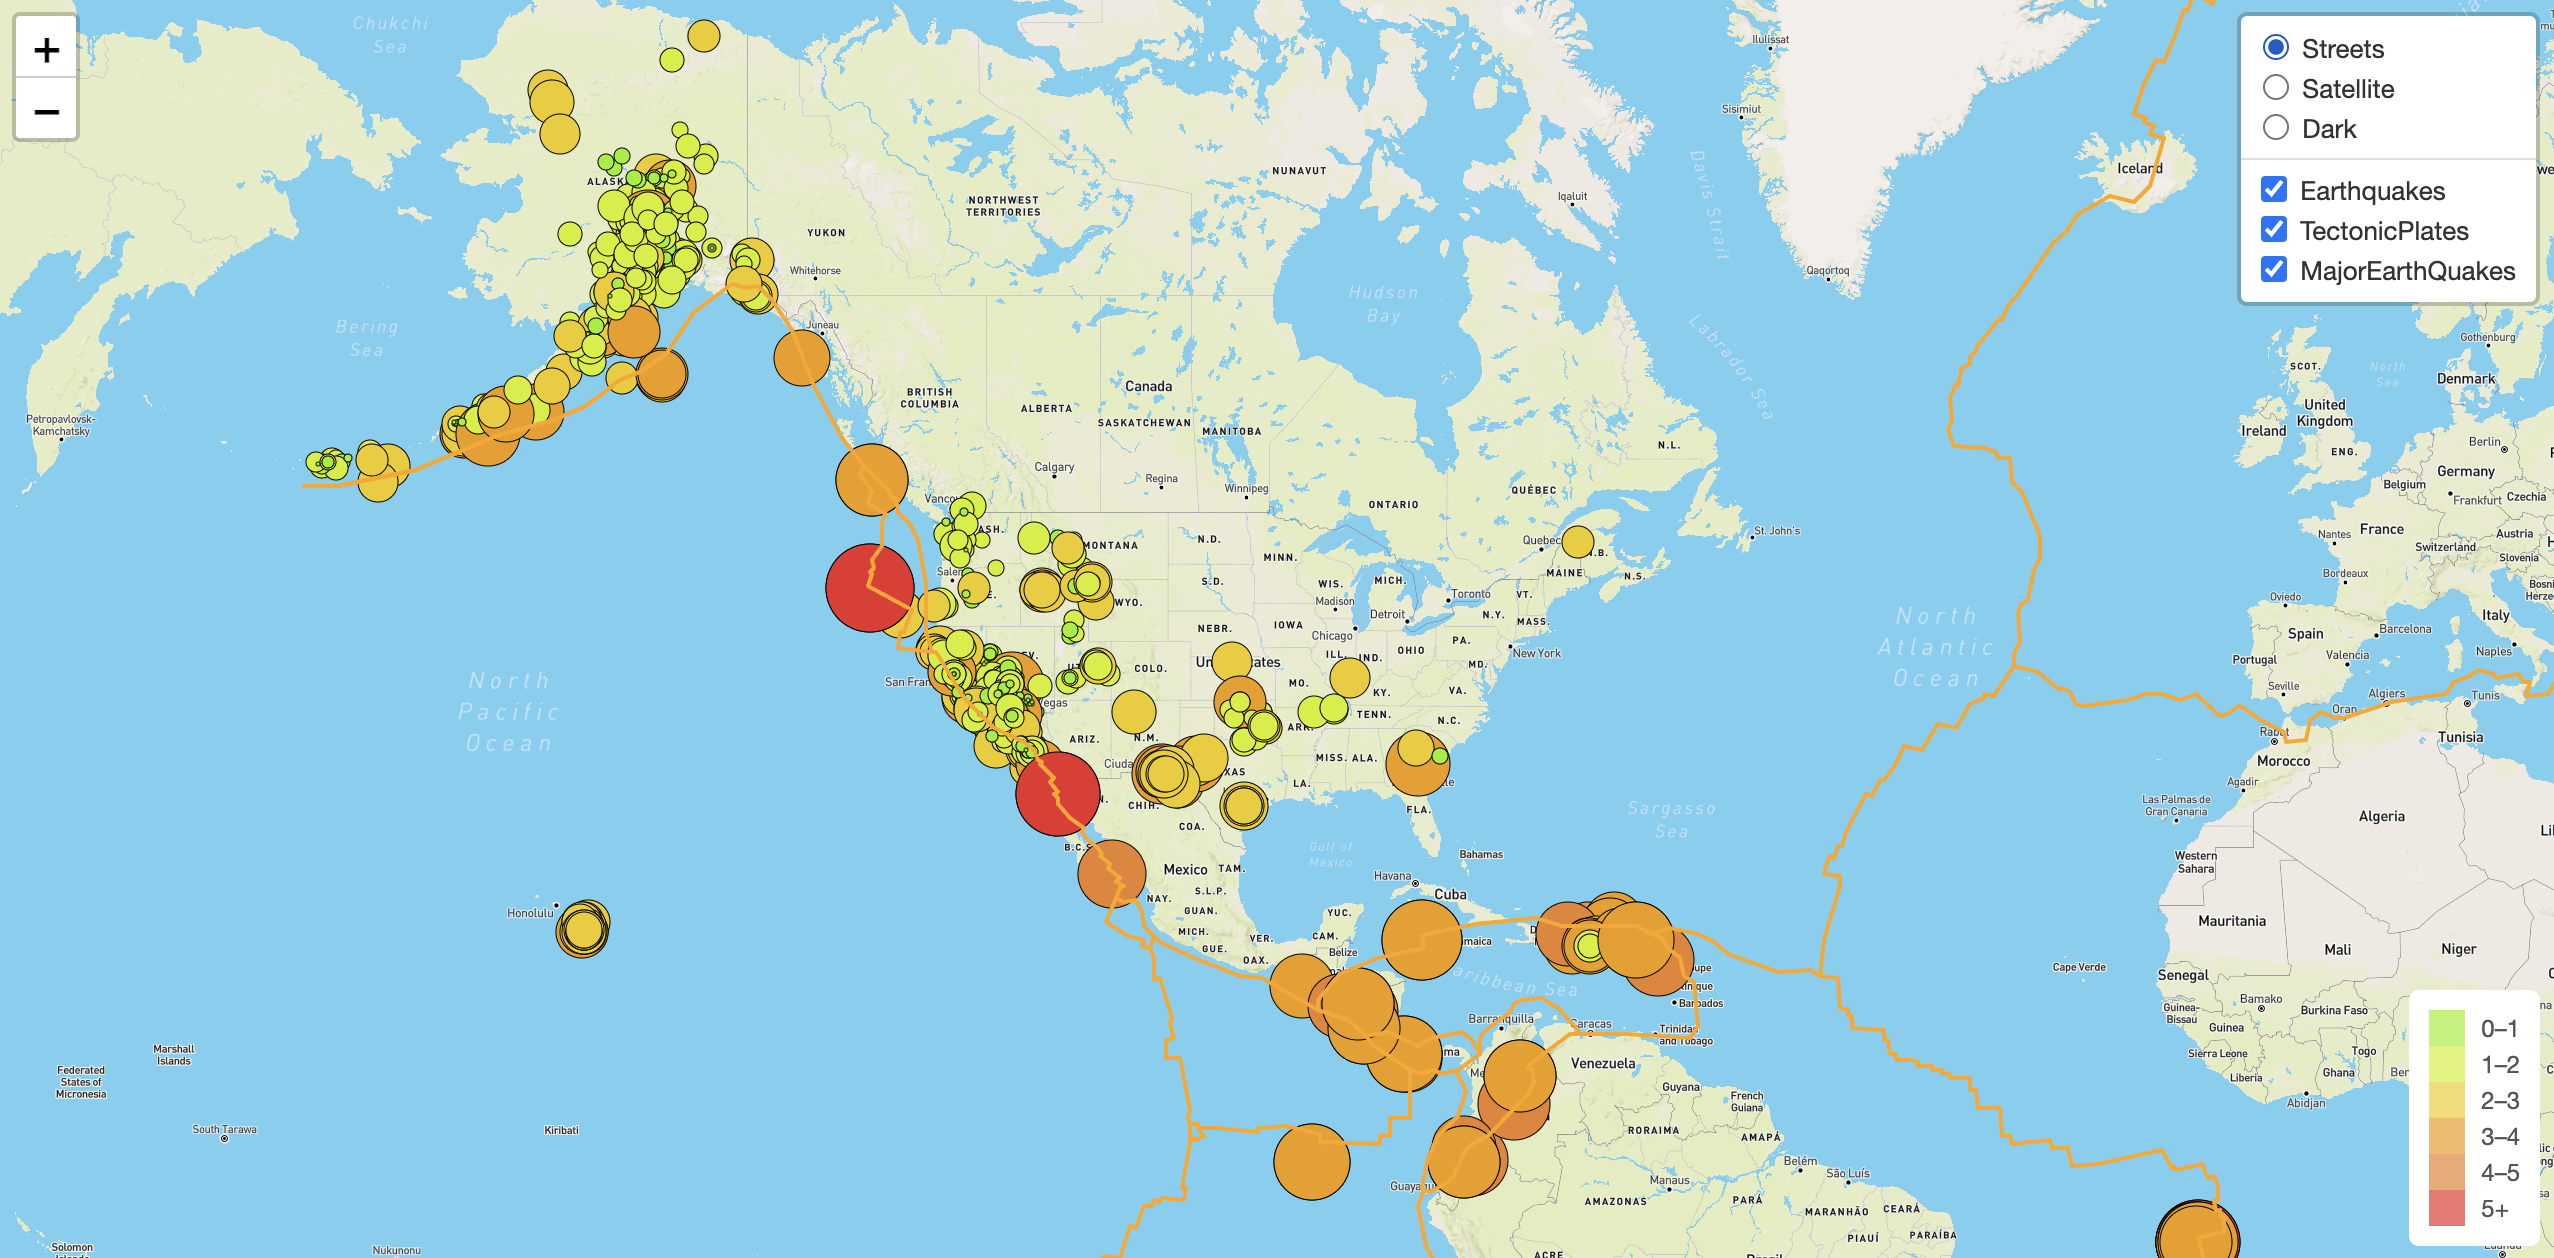 +
−
Streets
Satellite
Dark
Earthquakes
TectonicPlates
MajorEarthQuakes
Chukchi
Sea
Ilulissat
Sisimiut
Iceland
ALASK
NUNAVUT
NORTHWEST
TERRITORIES
Iqaluit
Davis Strait
YUKON
Whitehorse
Qaqortoq
Hudson
Bay
Juneau
Bering
Sea
Labrador Sea
Gothenburg
SCOT.
North
Sea
Denmark
Canada
BRITISH
COLUMBIA
ALBERTA
SASKATCHEWAN
MANITOBA
United
Kingdom
Ireland
Petropavlovsk-
Kamchatsky
N.L.
Berlin
ENG.
Calgary
Regina
Winnipeg
Germany
Belgium
Frankfurt
Czechia
QUÉBEC
ONTARIO
Vancou
ASH.
St. John's
France
Nantes
Austria
Switzerland
Slovenia
MONTANA
N.D.
MINN.
Quebec
N.B.
MAINE
N.S.
Bordeaux
Salem
E.
S.D.
WIS.
MICH.
Toronto
VT.
Oviedo
WYO.
Madison
Detroit
N.Y.
MASS.
North
Atlantic
Ocean
Italy
NEBR.
IOWA
Chicago
PA.
Spain
Barcelona
ILL.
IND.
OHIO
New York
Portugal
Valencia
Naples
UT
COLO.
Un
tates
MD.
North
Pacific
Ocean
San Fran
MO.
KY.
VA.
Seville
Algiers
Tunis
Vegas
Oran
TENN.
N.C.
ARIZ.
N.M.
ARK
Rabat
Tunisia
Ciuda
XAS
MISS.
ALA.
Morocco
LA.
Agadir
CHIH.
Las Palmas de
Gran Canaria
FLA.
Sargasso
Sea
Algeria
COA.
B.C.S
Gulf of
Mexico
Bahamas
Western
Sahara
Mexico
TAM.
Havana
Cuba
S.L.P.
NAY.
GUAN.
YUC.
Honolulu
Mauritania
MICH.
VER.
CAM.
GUE.
OAX.
Belize
maica
Mali
Niger
Cape Verde
Senegal
aribbean Sea
Barbados
Bamako
Burkina Faso
Guinea-
Bissau
Barranquilla
Caracas
Trinidad
and Tobago
Guinea
Marshall
Islands
Sierra Leone
Togo
Venezuela
Liberia
Ghana
Federated
States of
Micronesia
Guyana
French
Guiana
Abidjan
South Tarawa
Kiribati
RORAIMA
AMAPÁ
Belém
São Luís
Manaus
Guayaqu
AMAZONAS
PARÁ
MARANHÃO
CEARÁ
PIAUÍ
PARAÍBA
Solomon
Nukunonu
ACRE
0–1
1–2
2–3
3–4
4–5
5+